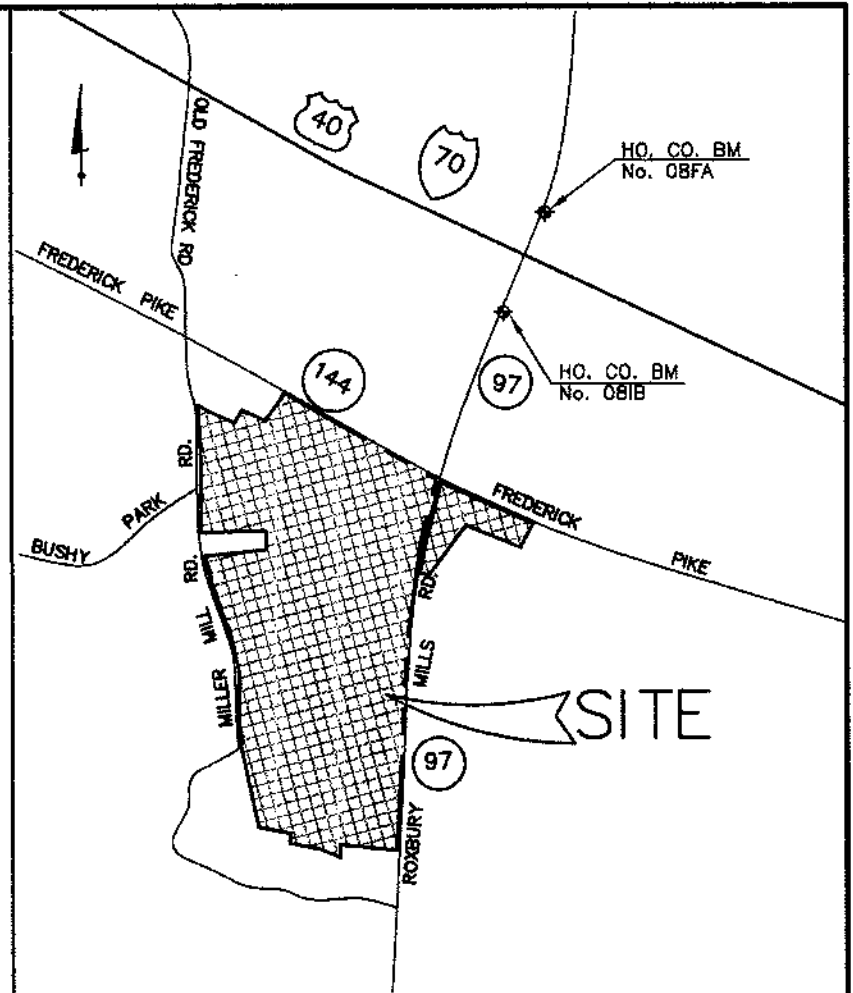 OLD FREDERICK RD
40
70
HO. CO. BM
No. 08FA
FREDERICK PIKE
HO. CO. BM
No. 08IB
144
97
FREDERICK
PIKE
BUSHY
PARK
RD.
RD.
MILL
MILLER
RD.
MILLS
SITE
97
ROXBURY